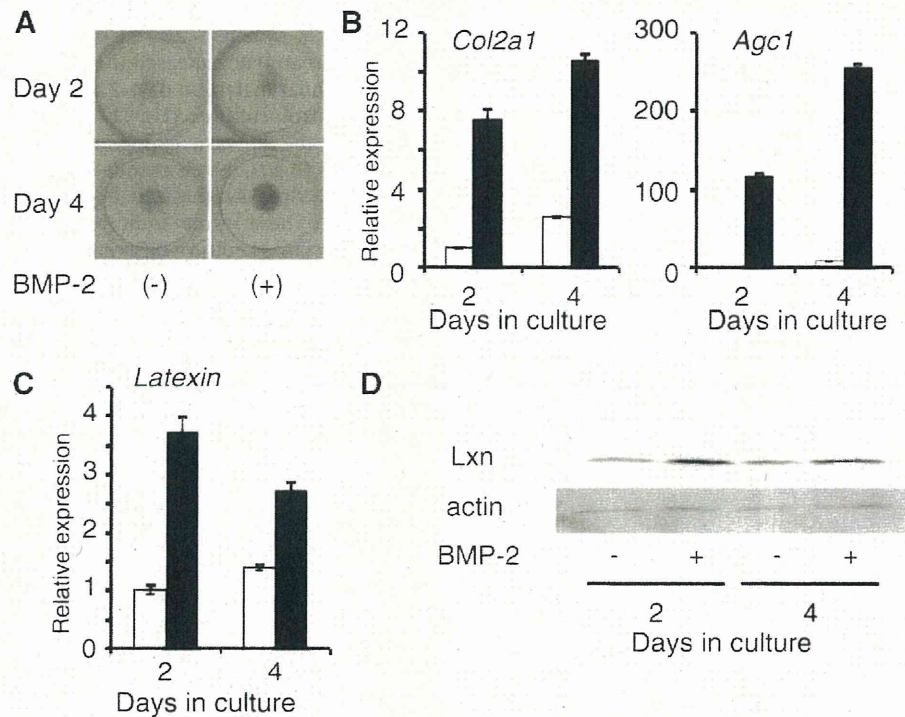 A
Day 2
Day 4
BMP-2 (-) (+)
B
Relative expression
12
8
4
0
Col2a1
2 4
Days in culture
300
200
100
0
Agc1
2 4
Days in culture
C
Latexin
Relative expression
4
3
2
1
0
2 4
Days in culture
D
Lxn
actin
BMP-2 - + - +
2 4
Days in culture